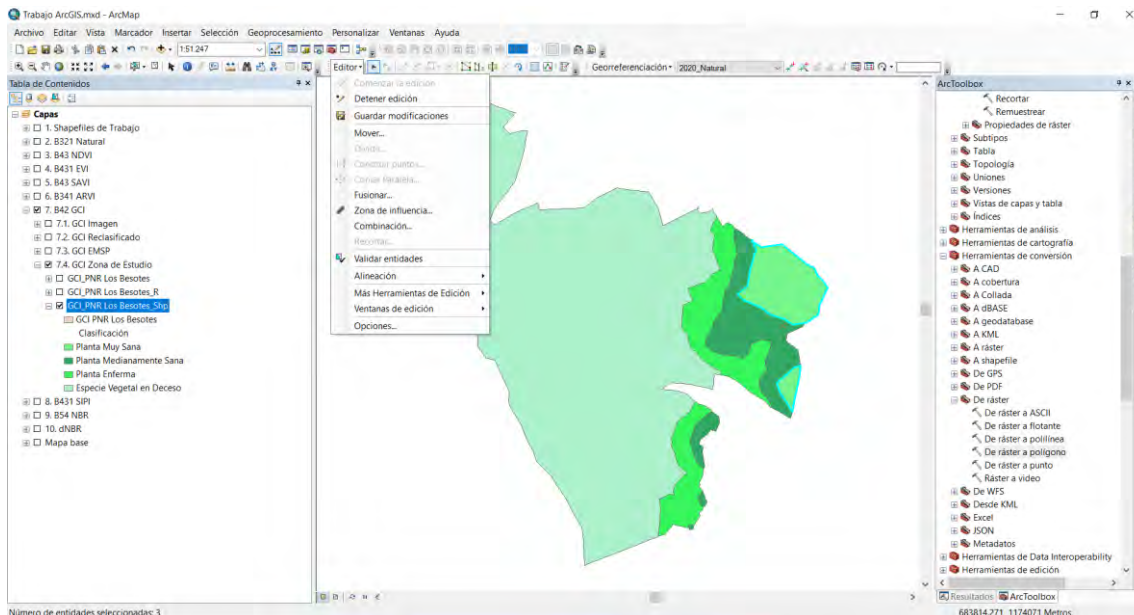 Trabajo ArcGIS.mxd - ArcMap
Archivo Editar Vista Marcador Insertar Selección Geoprocesamiento Personalizar Ventanas Ayuda
1:51.247
Editor
Georreferenciación
2020_Natural
Tabla de Contenidos
Capas
1. Shapefiles de Trabajo
2. B321 Natural
3. B43 NDVI
4. B431 EVI
5. B43 SAVI
6. B341 ARVI
7. B42 GCI
7.1. GCI Imagen
7.2. GCI Reclasificado
7.3. GCI EMSP
7.4. GCI Zona de Estudio
GCI_PNR Los Besotes
GCI_PNR Los Besotes_R
GCI_PNR Los Besotes_Shp
GCI PNR Los Besotes
Clasificación
Planta Muy Sana
Planta Medianamente Sana
Planta Enferma
Especie Vegetal en Deceso
8. B431 SIPI
9. B54 NBR
10. dNBR
Mapa base
Comenzar la edición
Detener edición
Guardar modificaciones
Mover...
Dividir...
Construir puntos...
Copiar Paralela...
Fusionar...
Zona de influencia...
Combinación...
Recortar...
Validar entidades
Alineación
Más Herramientas de Edición
Ventanas de edición
Opciones...
ArcToolbox
Recortar
Remuestrear
Propiedades de ráster
Subtipos
Tabla
Topología
Uniones
Versiones
Vistas de capas y tabla
Índices
Herramientas de análisis
Herramientas de cartografía
Herramientas de conversión
A CAD
A cobertura
A Collada
A dBASE
A geodatabase
A KML
A ráster
A shapefile
De GPS
De PDF
De ráster
De ráster a ASCII
De ráster a flotante
De ráster a polilínea
De ráster a polígono
De ráster a punto
Ráster a video
De WFS
Desde KML
Excel
JSON
Metadatos
Herramientas de Data Interoperability
Herramientas de edición
Resultados
ArcToolbox
Número de entidades seleccionadas: 3
683814,271 1174071 Metros